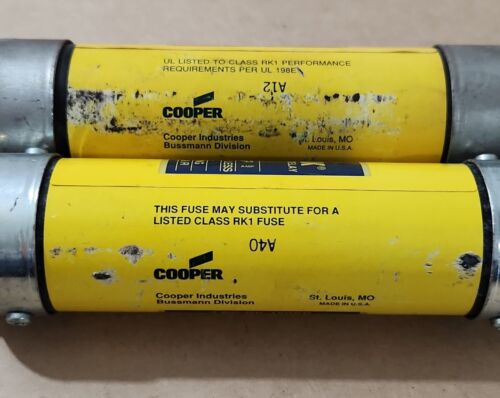 UL LISTED TO CLASS RK1 PERFORMANCE
REQUIREMENTS PER UL 198E
A12
COOPER
Cooper Industries
Bussmann Division
St. Louis, MO
MADE IN U.S.A.
THIS FUSE MAY SUBSTITUTE FOR A
LISTED CLASS RK1 FUSE
A40
COOPER
Cooper Industries
Bussmann Division
St. Louis, MO
MADE IN U.S.A.